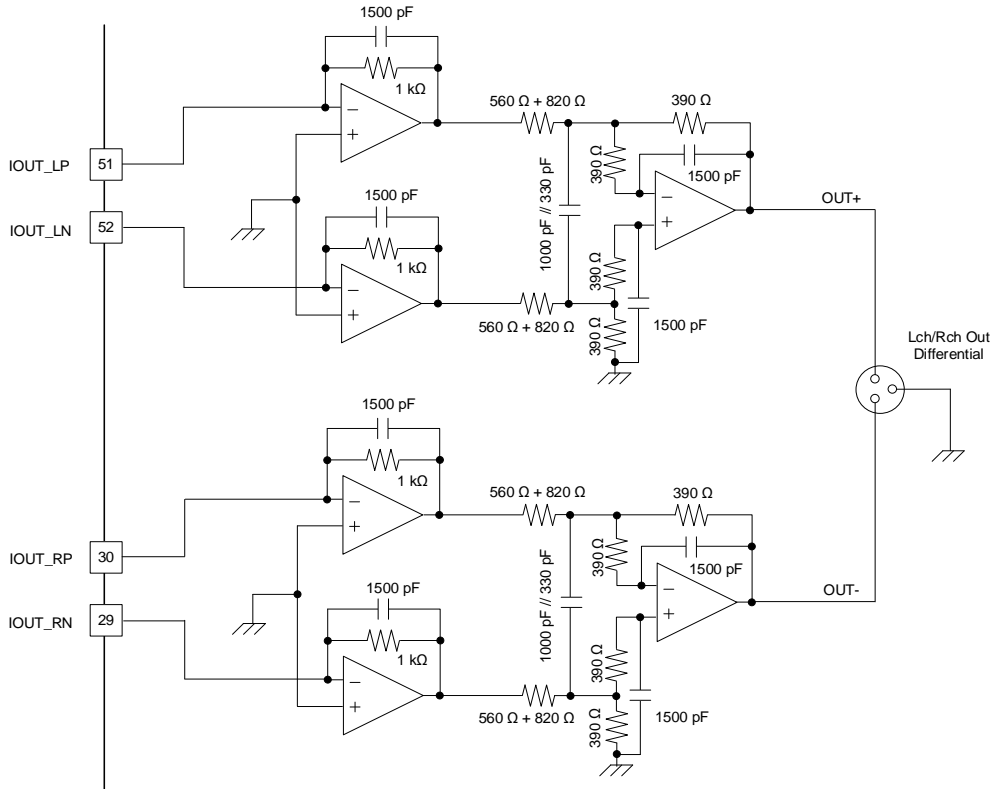 1500 pF
1 kΩ
560 Ω + 820 Ω
390 Ω
IOUT_LP
51
390 Ω
1500 pF
1500 pF
1000 pF // 330 pF
OUT+
IOUT_LN
52
1 kΩ
390 Ω
560 Ω + 820 Ω
390 Ω
1500 pF
Lch/Rch Out
Differential
1500 pF
1 kΩ
560 Ω + 820 Ω
390 Ω
IOUT_RP
30
390 Ω
1500 pF
1500 pF
1000 pF // 330 pF
OUT-
IOUT_RN
29
1 kΩ
390 Ω
560 Ω + 820 Ω
390 Ω
1500 pF